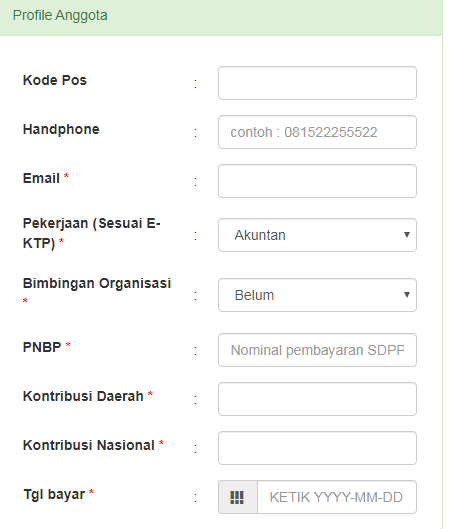 Profile Anggota
Kode Pos :
Handphone : contoh : 081522255522
Email * :
Pekerjaan (Sesuai E-
KTP) * : Akuntan
Bimbingan Organisasi
* : Belum
PNBP * : Nominal pembayaran SDPP
Kontribusi Daerah * :
Kontribusi Nasional * :
Tgl bayar * : KETIK YYYY-MM-DD